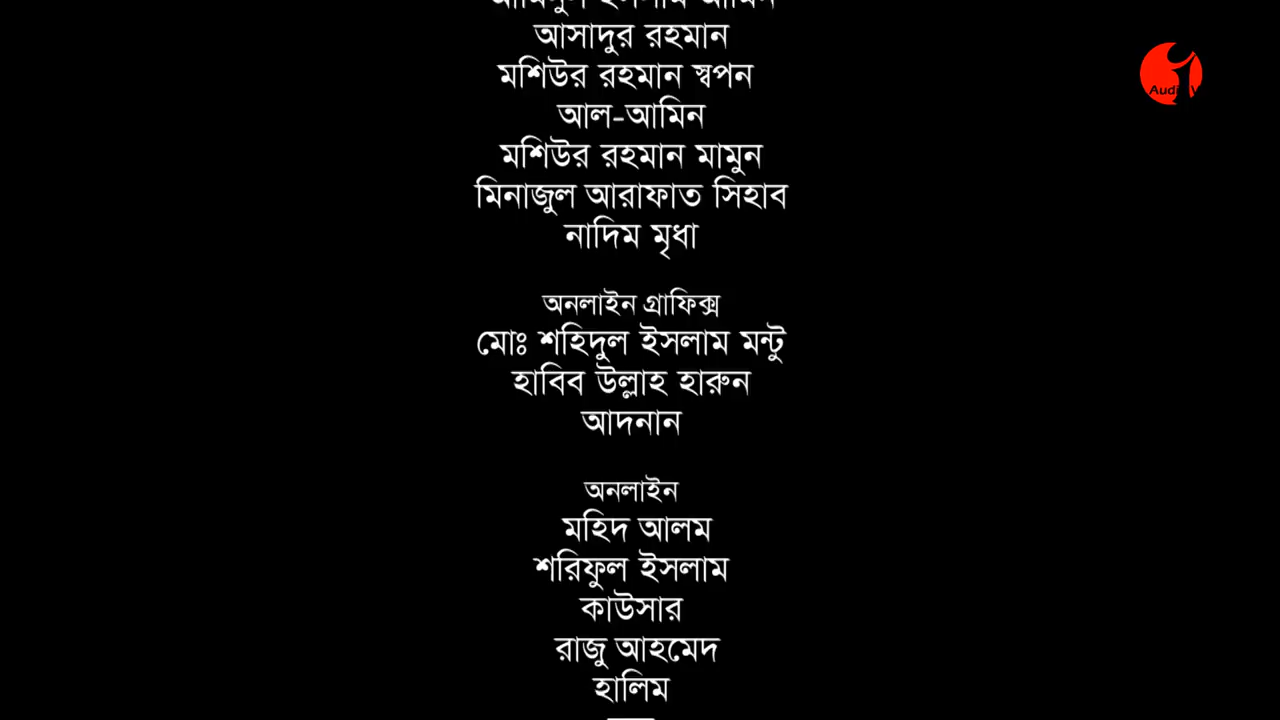 আসাদুর রহমান
মশিউর রহমান স্বপন
আল-আমিন
মশিউর রহমান মামুন
মিনাজুল আরাফাত সিহাব
নাদিম মৃধা
অনলাইন গ্রাফিক্স
মোঃ শহিদুল ইসলাম মন্টু
হাবিব উল্লাহ হারুন
আদনান
অনলাইন
মহিদ আলম
শরিফুল ইসলাম
কাউসার
রাজু আহমেদ
হালিম